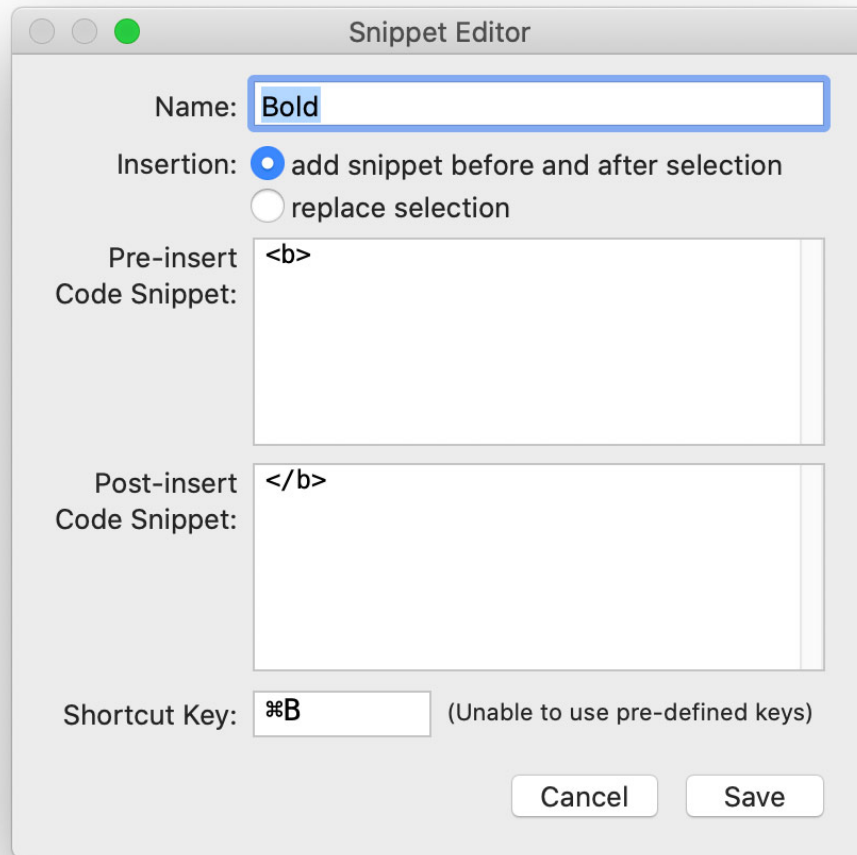 Snippet Editor
Name: Bold
Insertion: add snippet before and after selection
replace selection
Pre-insert <b>
Code Snippet:
Post-insert </b>
Code Snippet:
Shortcut Key: ⌘B (Unable to use pre-defined keys)
Cancel Save